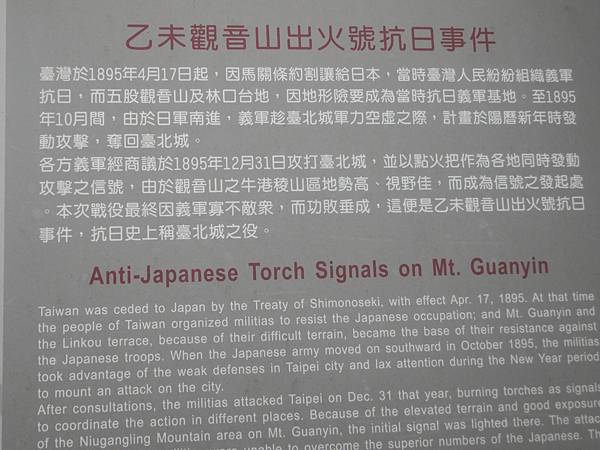 乙未觀音山出火號抗日事件
臺灣於1895年4月17日起，因馬關條約割讓給日本，當時臺灣人民紛紛組織義軍
抗日，而五股觀音山及林口台地，因地形險要成為當時抗日義軍基地。至1895
年10月間，由於日軍南進，義軍趁臺北城軍力空虛之際，計畫於陽曆新年時發
動攻擊，奪回臺北城。
各方義軍經商議於1895年12月31日攻打臺北城，並以點火把作為各地同時發動
攻擊之信號，由於觀音山之牛港稜山區地勢高、視野佳，而成為信號之發起處
。本次戰役最終因義軍寡不敵衆，而功敗垂成，這便是乙未觀音山出火號抗日
事件，抗日史上稱臺北城之役。
Anti-Japanese Torch Signals on Mt. Guanyin
Taiwan was ceded to Japan by the Treaty of Shimonoseki, with effect Apr. 17, 1895. At that time
the people of Taiwan organized militias to resist the Japanese occupation; and Mt. Guanyin and
the Linkou terrace, because of their difficult terrain, became the base of their resistance against
the Japanese troops. When the Japanese army moved on southward in October 1895, the militias
took advantage of the weak defenses in Taipei city and lax attention during the New Year period
to mount an attack on the city.
After consultations, the militias attacked Taipei on Dec. 31 that year, burning torches as signals
to coordinate the action in different places. Because of the elevated terrain and good exposure
of the Niugangling Mountain area on Mt. Guanyin, the initial signal was lighted there. The attac
were unable to overcome the superior numbers of the Japanese. Th